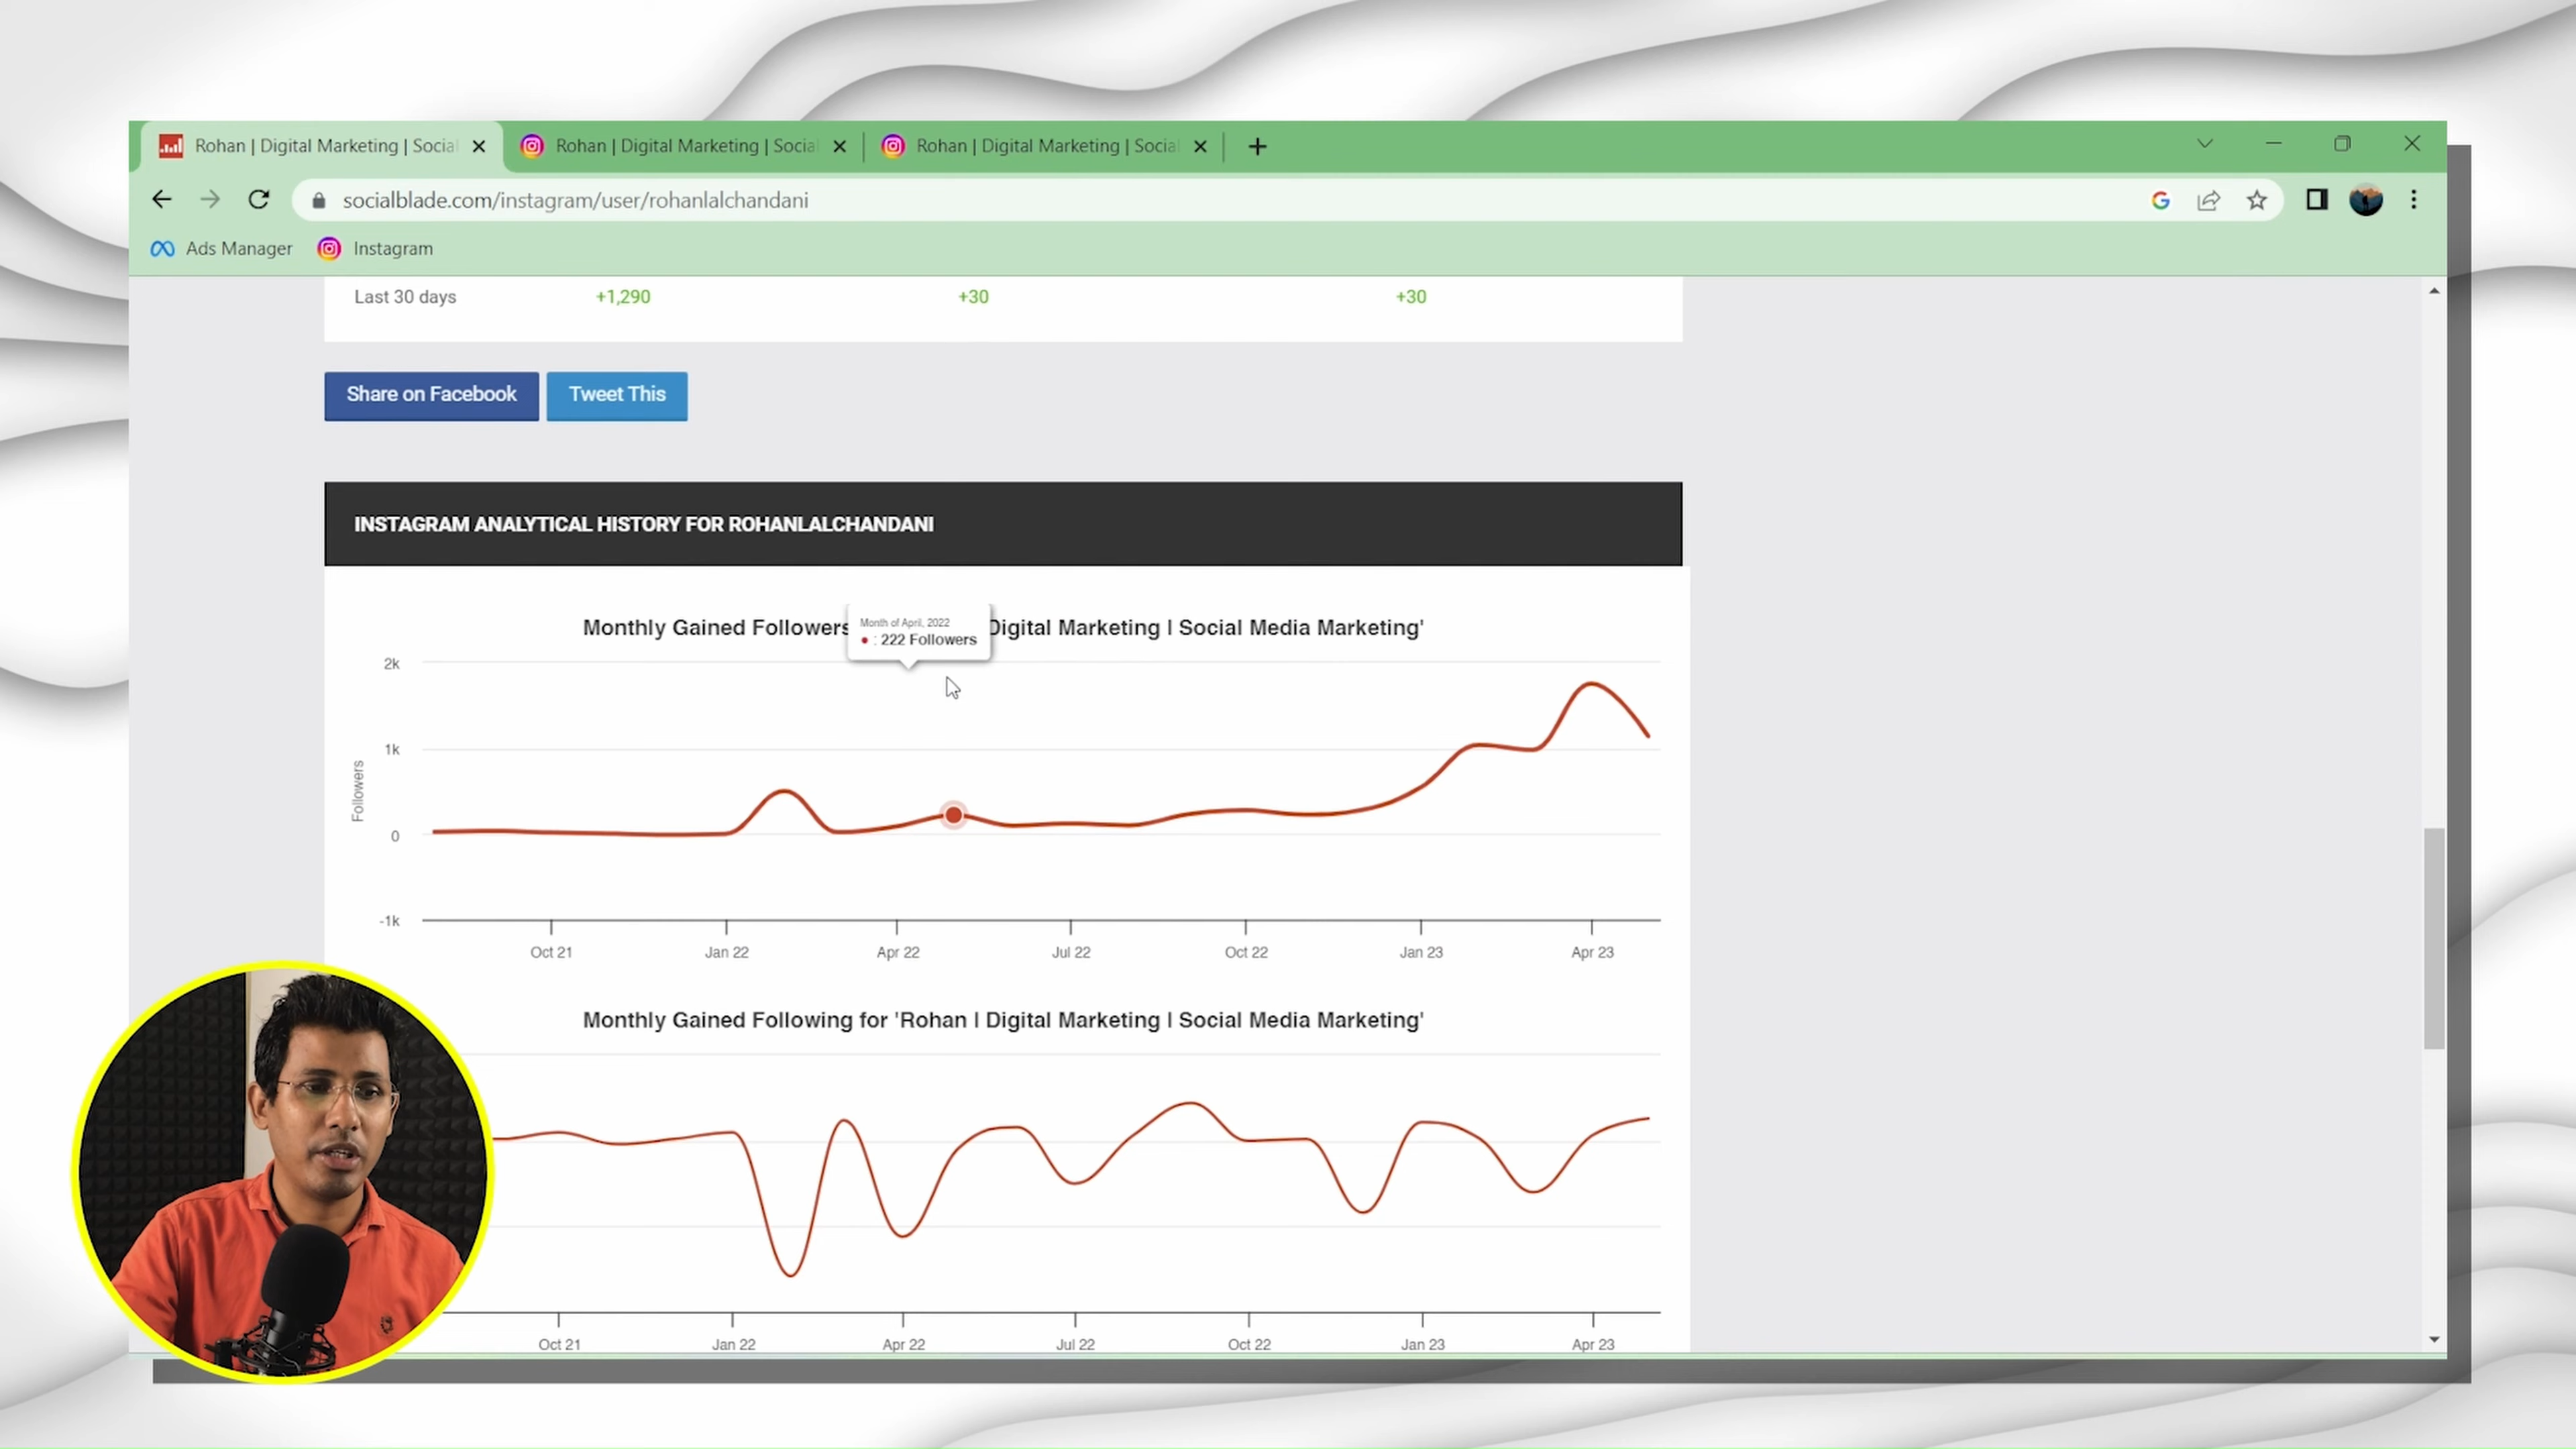 Rohan | Digital Marketing | Social
Rohan | Digital Marketing | Social
Rohan | Digital Marketing | Social
socialblade.com/instagram/user/rohanlalchandani
Ads Manager
Instagram
Last 30 days +1,290 +30 +30
Share on Facebook
Tweet This
INSTAGRAM ANALYTICAL HISTORY FOR ROHANLALCHANDANI
Monthly Gained Followers Digital Marketing | Social Media Marketing'
Month of April, 2022
: 222 Followers
2k
1k
0
-1k
Followers
Oct 21 Jan 22 Apr 22 Jul 22 Oct 22 Jan 23 Apr 23
Monthly Gained Following for 'Rohan | Digital Marketing | Social Media Marketing'
Oct 21 Jan 22 Apr 22 Jul 22 Oct 22 Jan 23 Apr 23